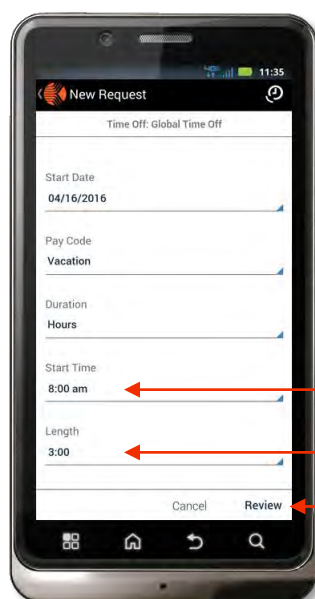 11:35
New Request
Time Off: Global Time Off
Start Date
04/16/2016
Pay Code
Vacation
Duration
Hours
Start Time
8:00 am
Length
3:00
Cancel Review